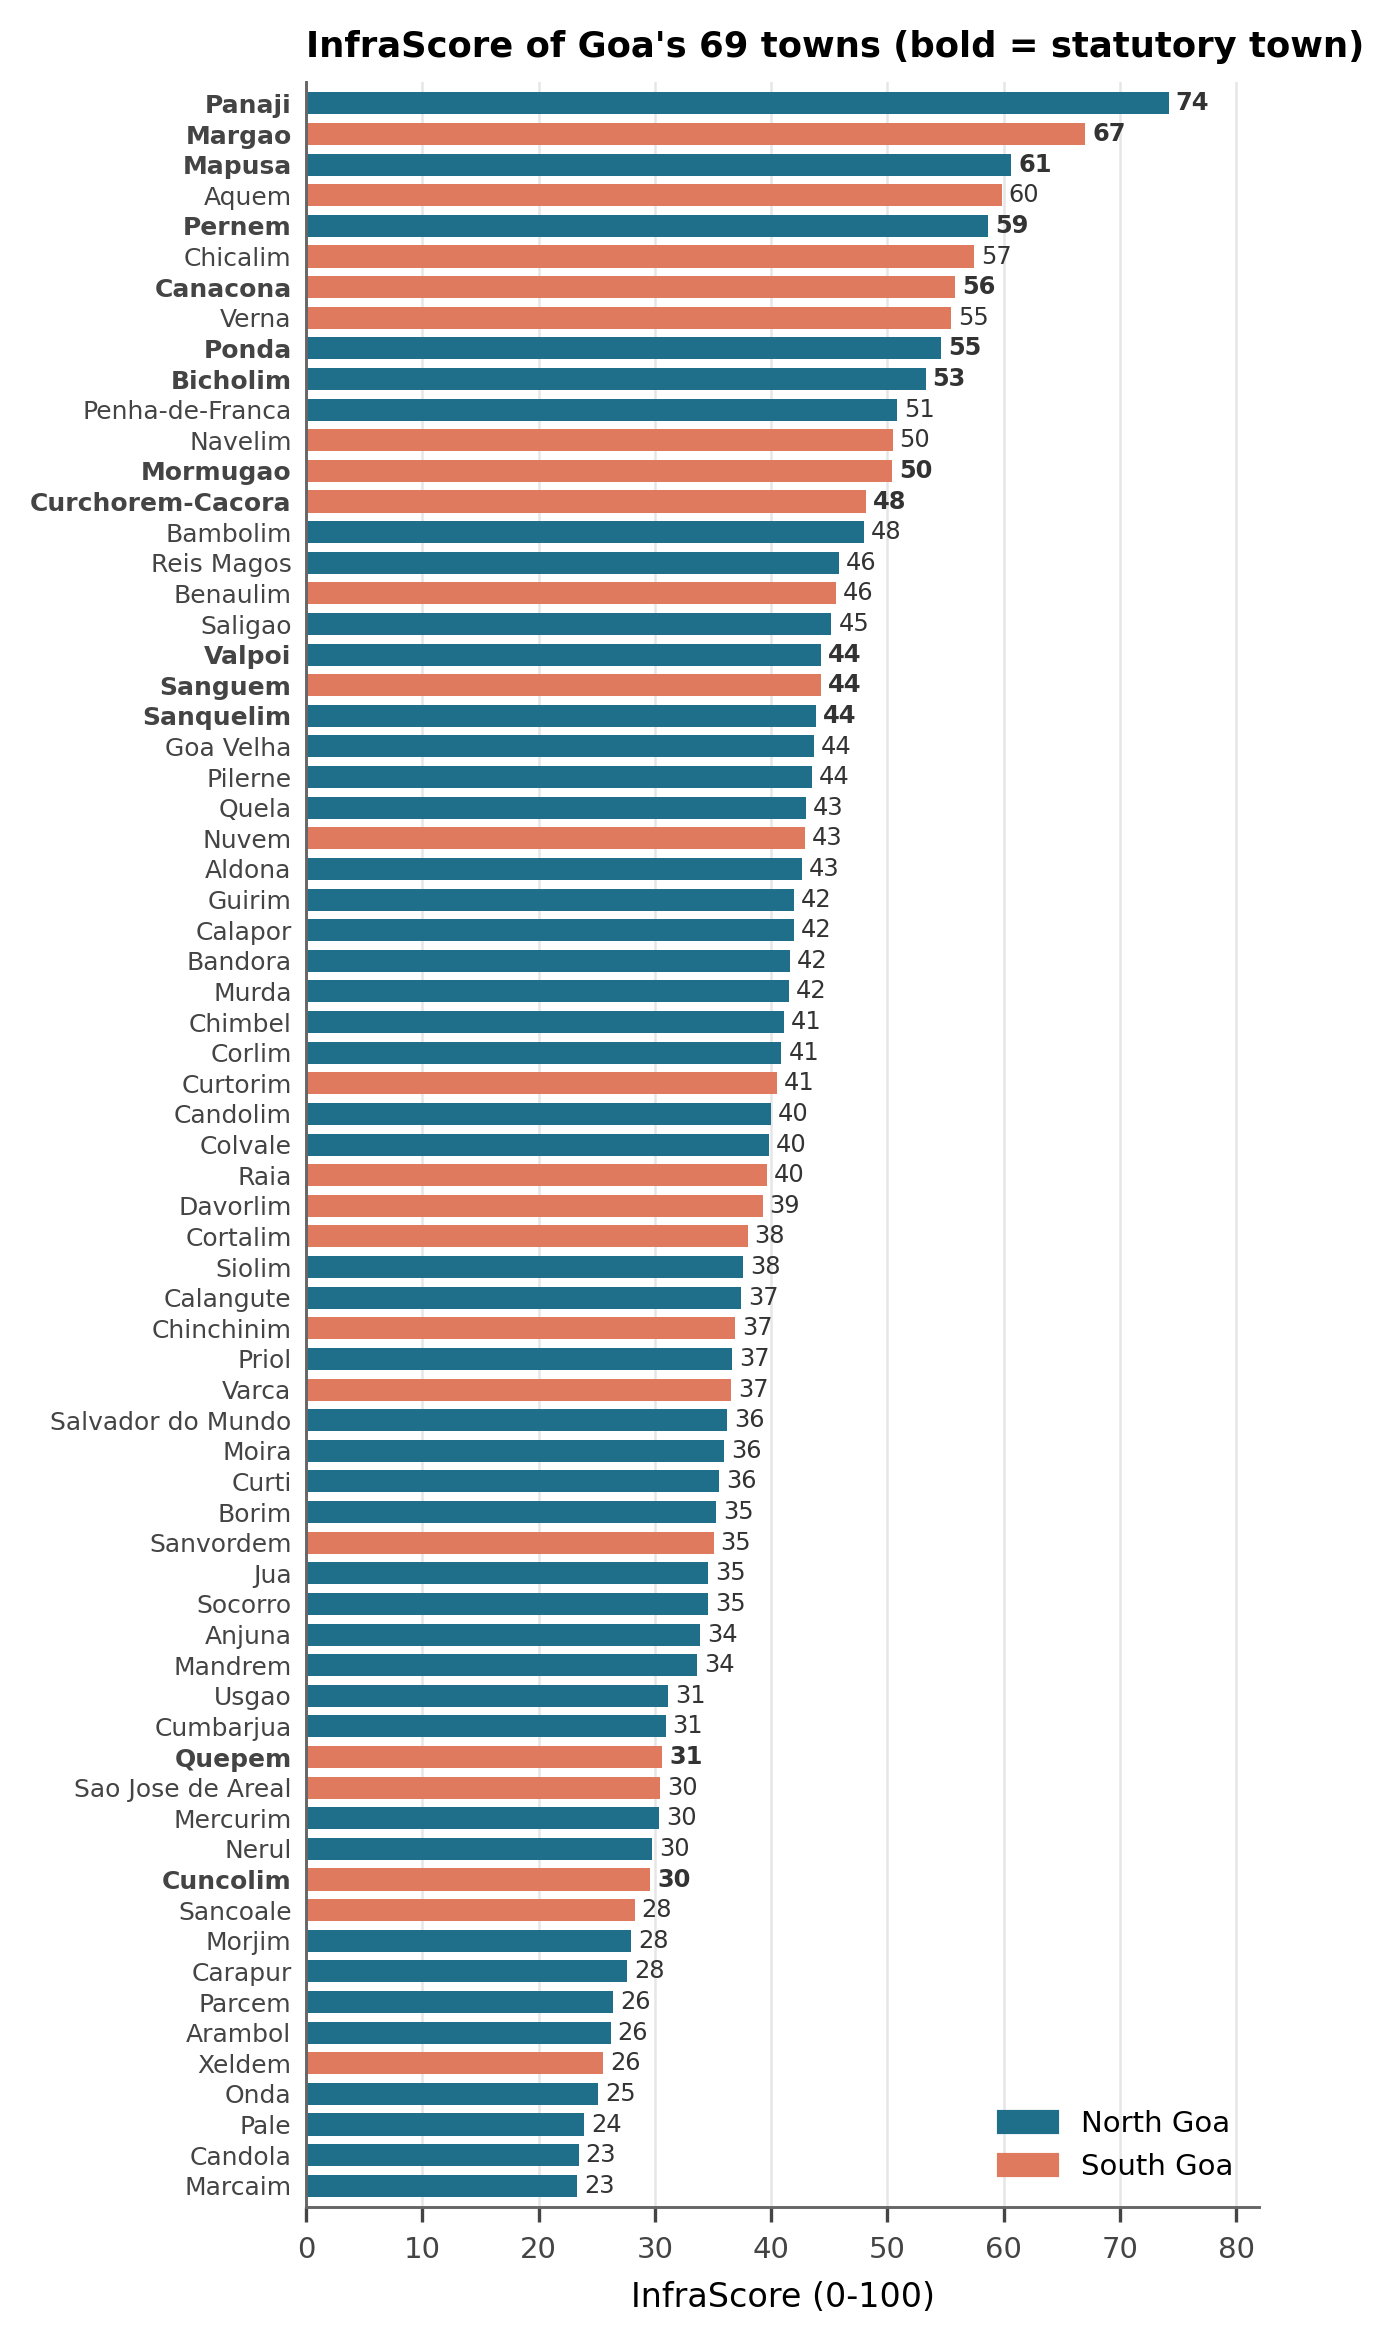 InfraScore of Goa's 69 towns (bold = statutory town)
Panaji 74
Margao 67
Mapusa 61
Aquem 60
Pernem 59
Chicalim 57
Canacona 56
Verna 55
Ponda 55
Bicholim 53
Penha-de-Franca 51
Navelim 50
Mormugao 50
Curchorem-Cacora 48
Bambolim 48
Reis Magos 46
Benaulim 46
Saligao 45
Valpoi 44
Sanguem 44
Sanquelim 44
Goa Velha 44
Pilerne 44
Quela 43
Nuvem 43
Aldona 43
Guirim 42
Calapor 42
Bandora 42
Murda 42
Chimbel 41
Corlim 41
Curtorim 41
Candolim 40
Colvale 40
Raia 40
Davorlim 39
Cortalim 38
Siolim 38
Calangute 37
Chinchinim 37
Priol 37
Varca 37
Salvador do Mundo 36
Moira 36
Curti 36
Borim 35
Sanvordem 35
Jua 35
Socorro 35
Anjuna 34
Mandrem 34
Usgao 31
Cumbarjua 31
Quepem 31
Sao Jose de Areal 30
Mercurim 30
Nerul 30
Cuncolim 30
Sancoale 28
Morjim 28
Carapur 28
Parcem 26
Arambol 26
Xeldem 26
Onda 25
Pale 24
Candola 23
Marcaim 23
North Goa
South Goa
0 10 20 30 40 50 60 70 80
InfraScore (0-100)